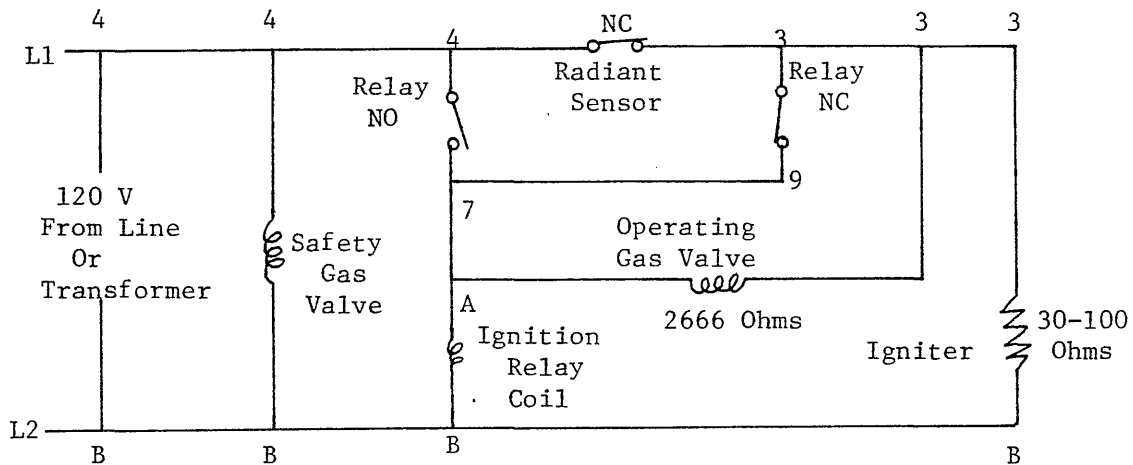 4 4 4 NC 3 3 3
L1
Radiant
Sensor
Relay
NO
Relay
NC
9
7
120 V
From Line
Or
Transformer
Safety
Gas
Valve
Operating
Gas Valve
A
2666 Ohms
Ignition
Relay
Coil
Igniter
30-100
Ohms
L2
B B B B